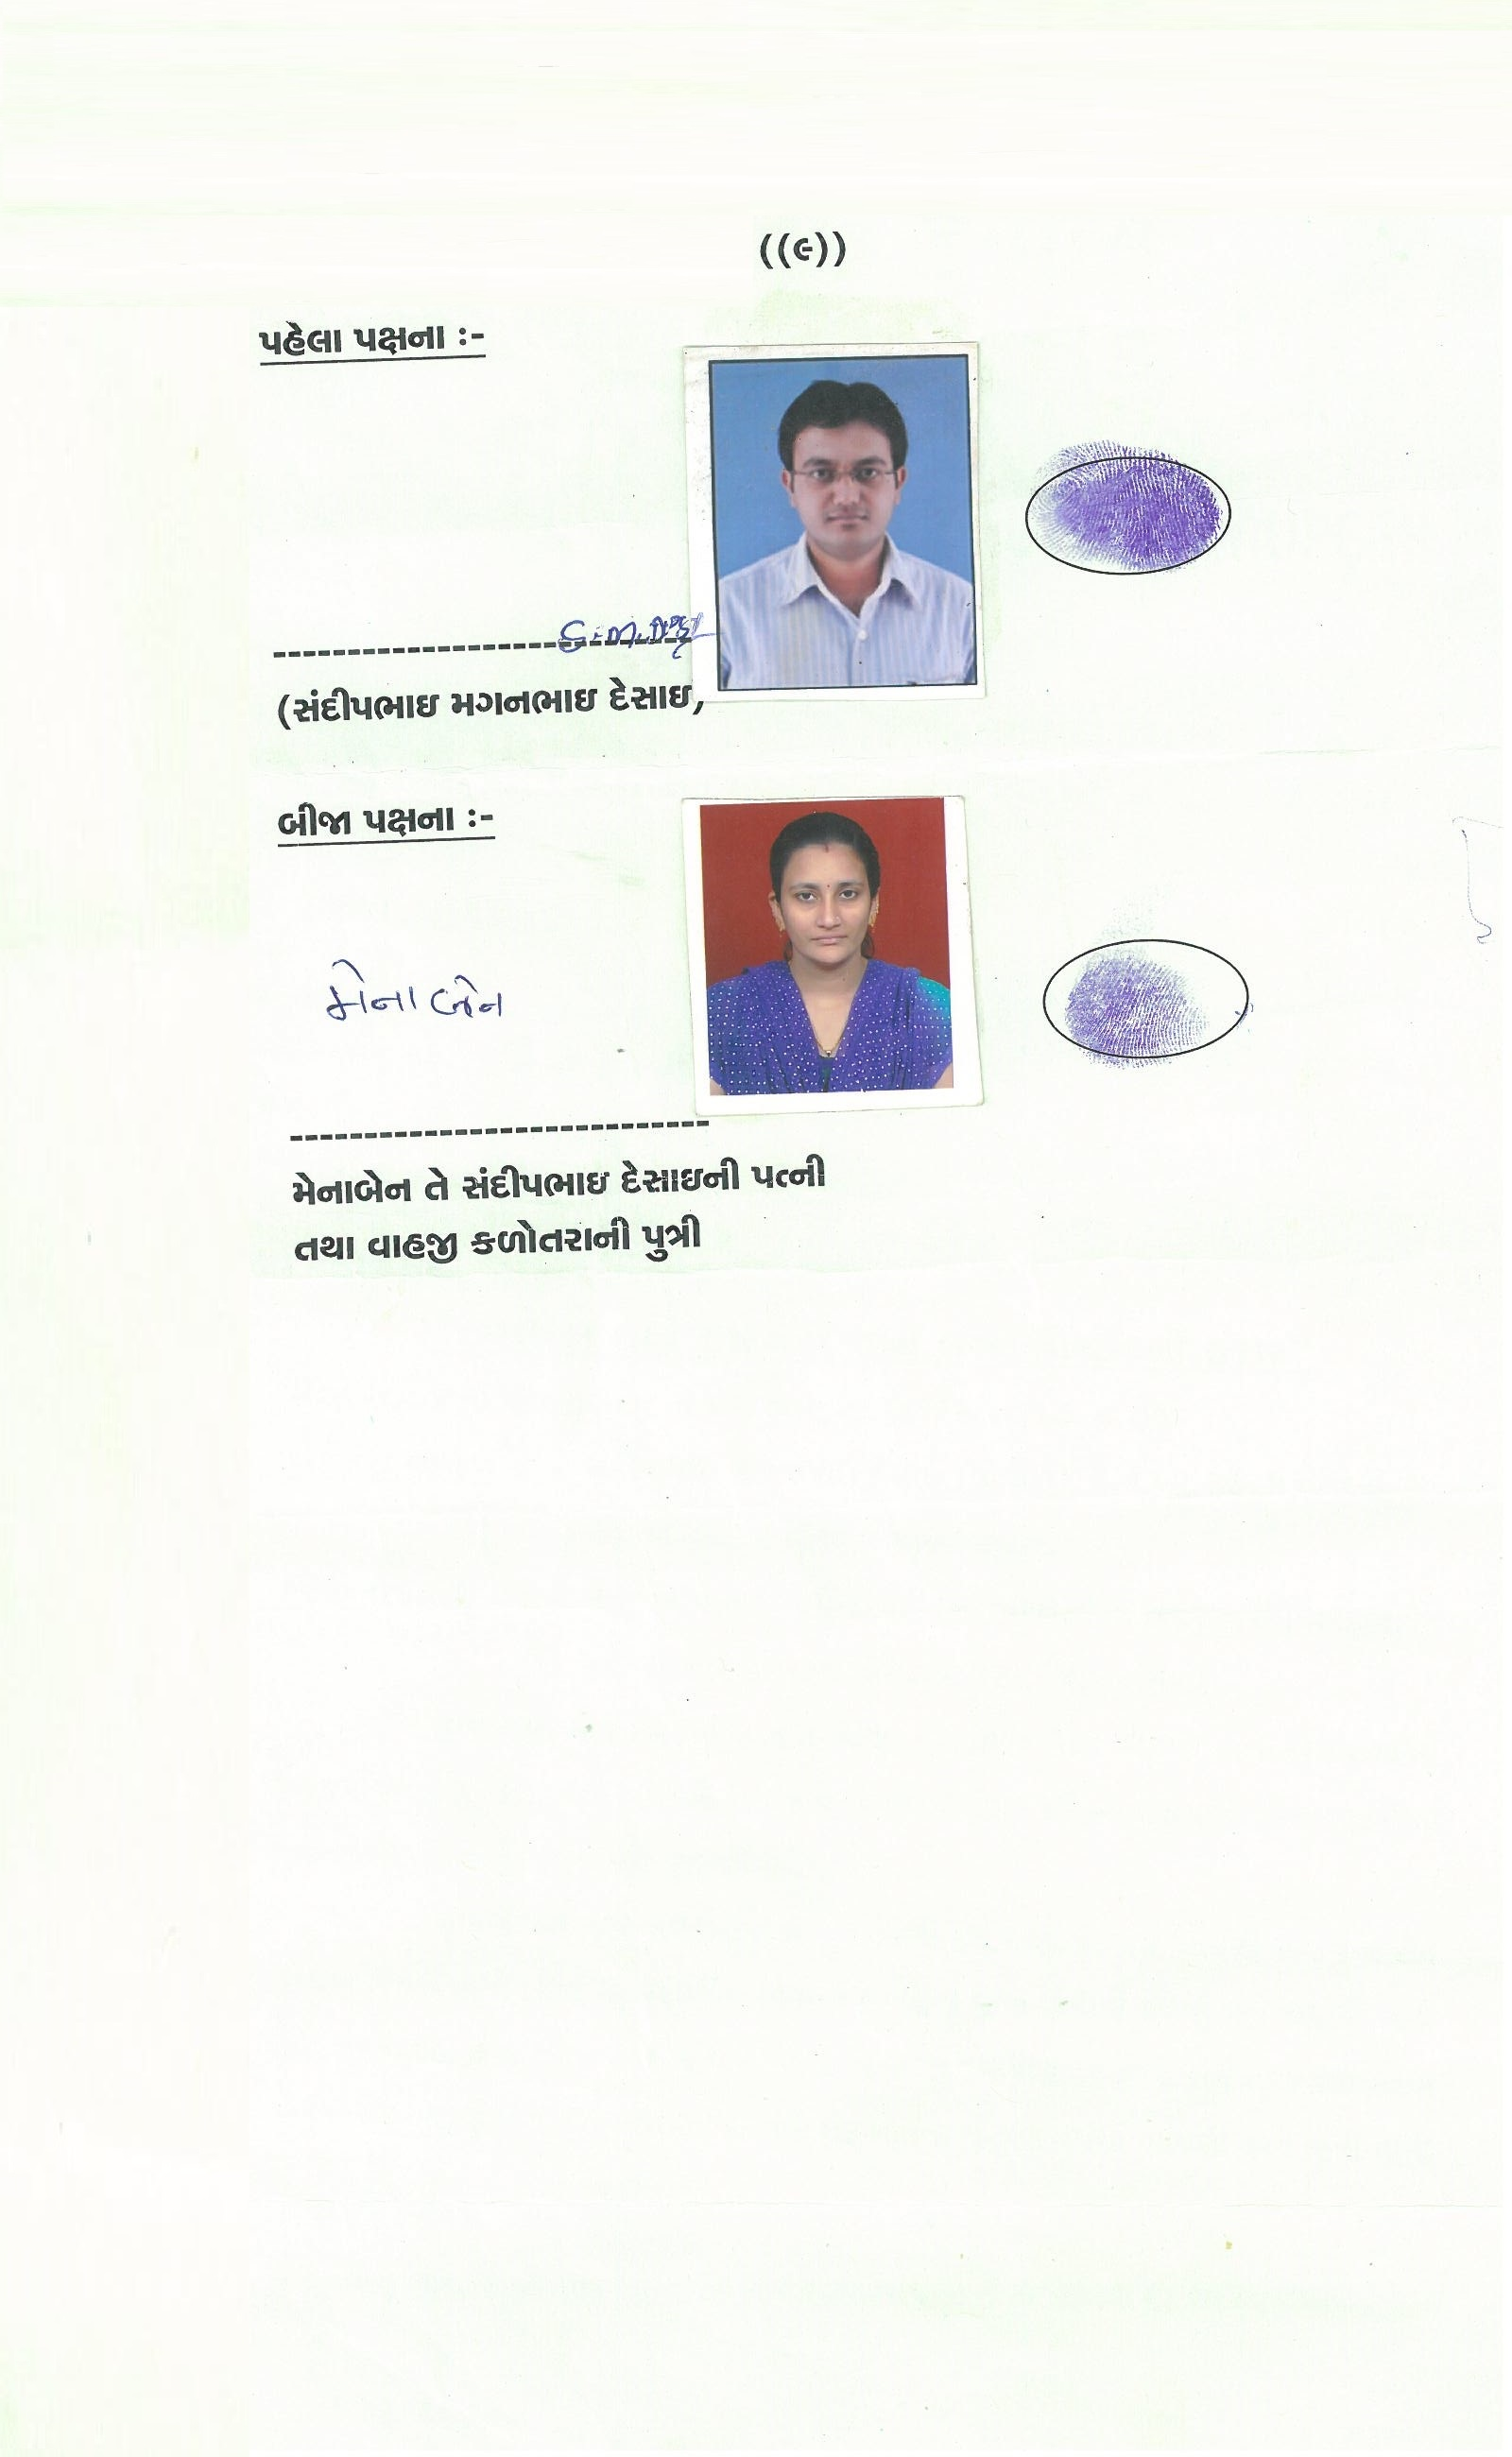 ((૯))
પહેલા પક્ષના :-
(સંદીપભાઇ મગનભાઇ દેસાઇ)
બીજા પક્ષના :-
મેનાબેન
મેનાબેન તે સંદીપભાઇ દેસાઇની પત્ની
તથા વાહજી કળોતરાની પુત્રી